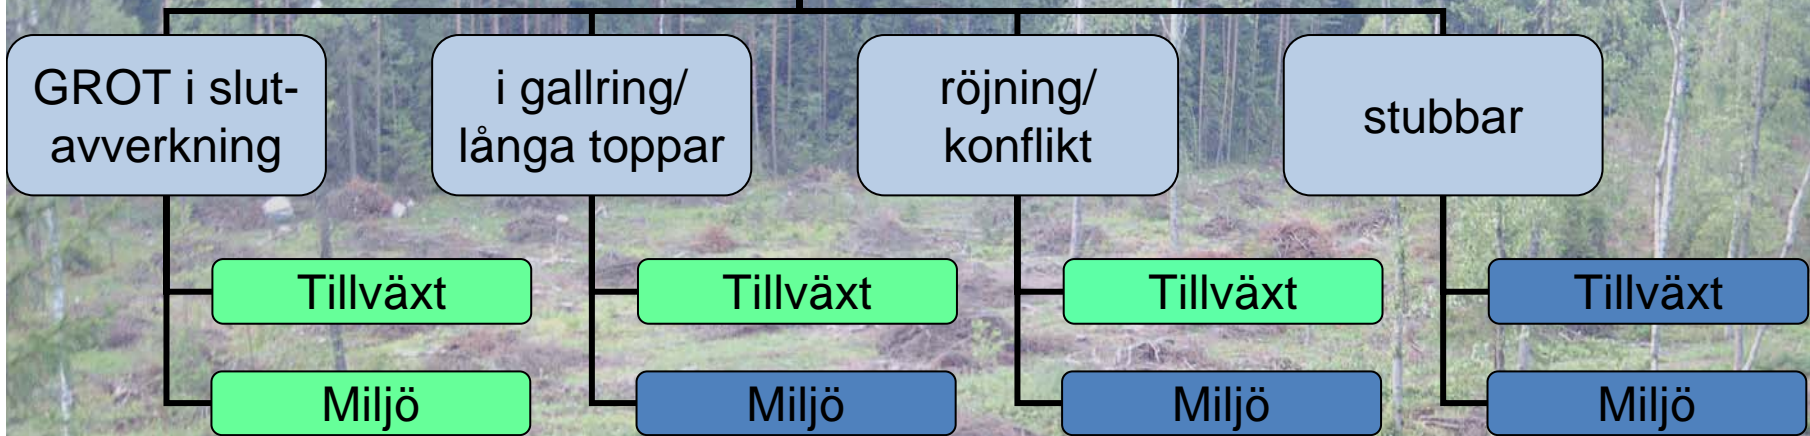 GROT i slut-
avverkning
i gallring/
långa toppar
röjning/
konflikt
stubbar
Tillväxt
Tillväxt
Tillväxt
Tillväxt
Miljö
Miljö
Miljö
Miljö